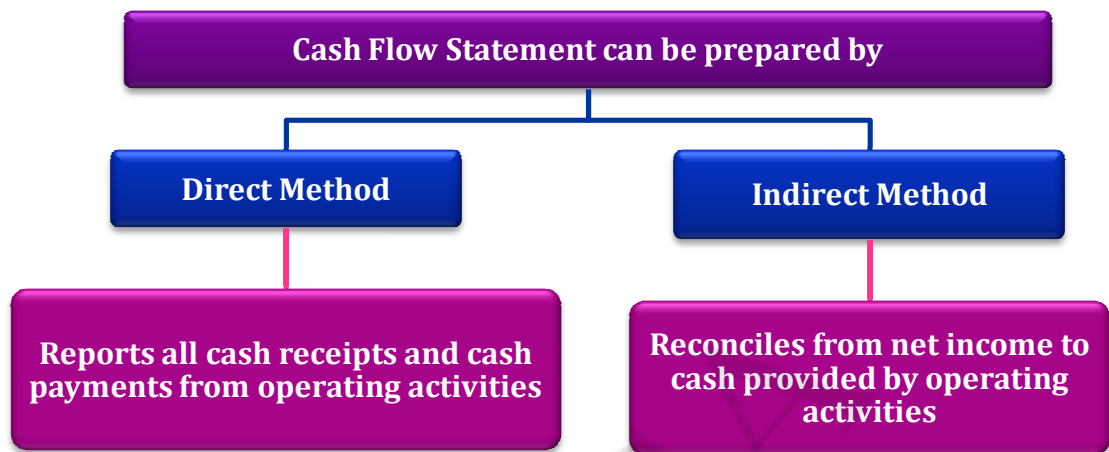 Cash Flow Statement can be prepared by
Direct Method
Indirect Method
Reports all cash receipts and cash
payments from operating activities
Reconciles from net income to
cash provided by operating
activities